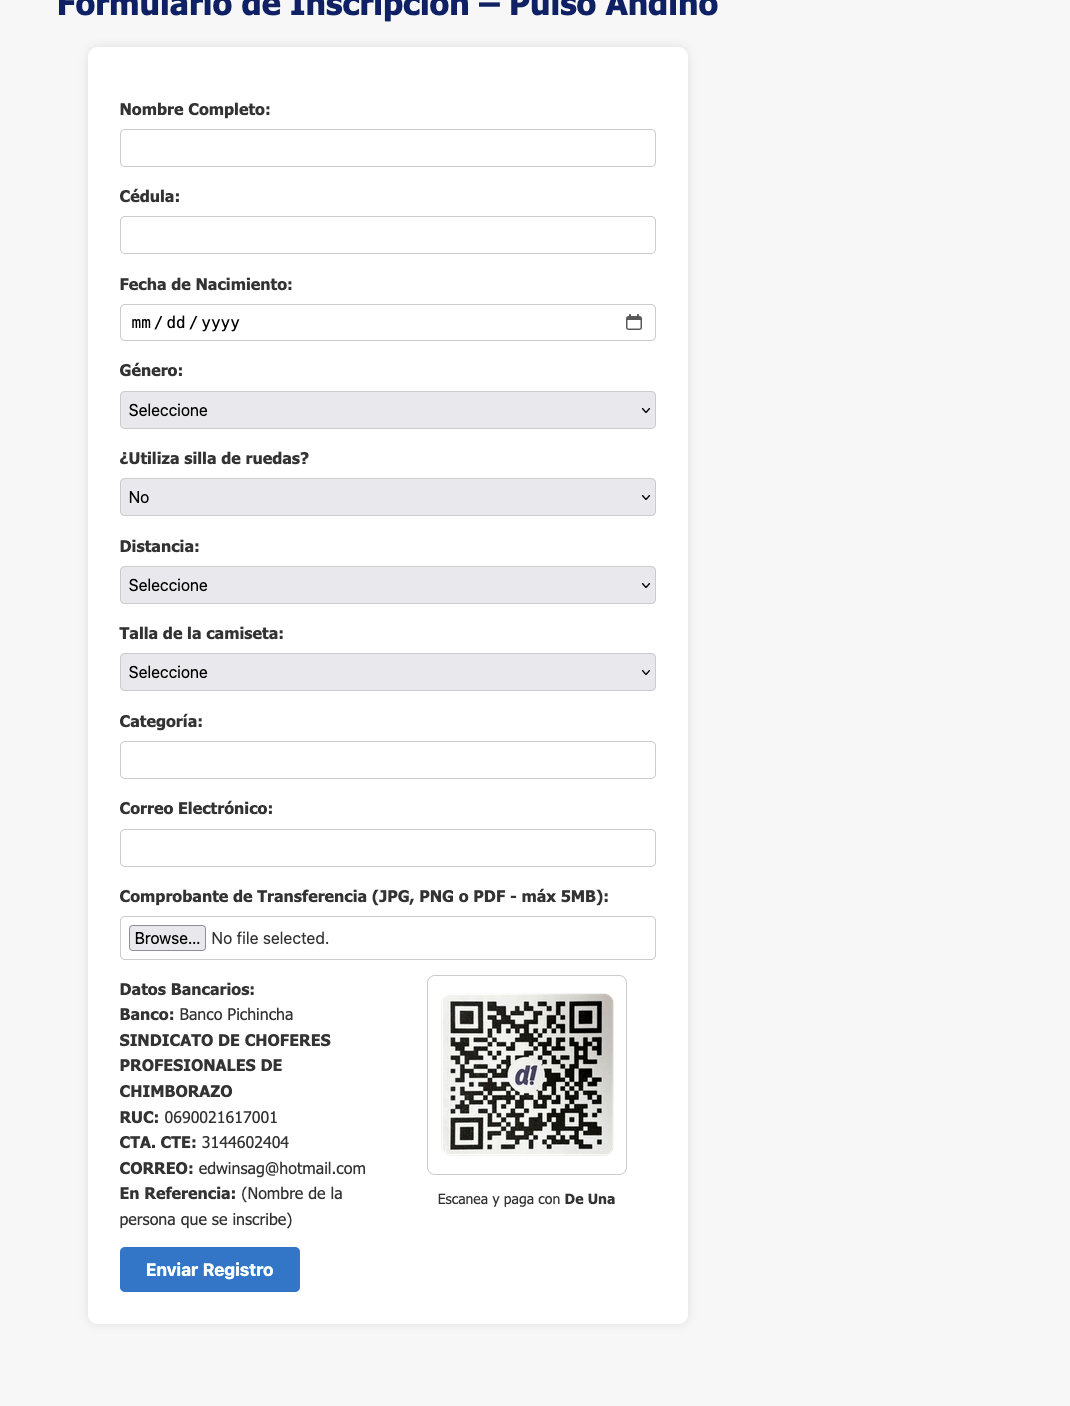 Formulario de Inscripción – Pulso Andino
Nombre Completo:
Cédula:
Fecha de Nacimiento:
mm / dd / yyyy
Género:
Seleccione
¿Utiliza silla de ruedas?
No
Distancia:
Seleccione
Talla de la camiseta:
Seleccione
Categoría:
Correo Electrónico:
Comprobante de Transferencia (JPG, PNG o PDF - máx 5MB):
Browse... No file selected.
Datos Bancarios:
Banco: Banco Pichincha
SINDICATO DE CHOFERES
PROFESIONALES DE
CHIMBORAZO
RUC: 0690021617001
CTA. CTE: 3144602404
CORREO: edwinsag@hotmail.com
En Referencia: (Nombre de la
persona que se inscribe)
d!
Escanea y paga con De Una
Enviar Registro